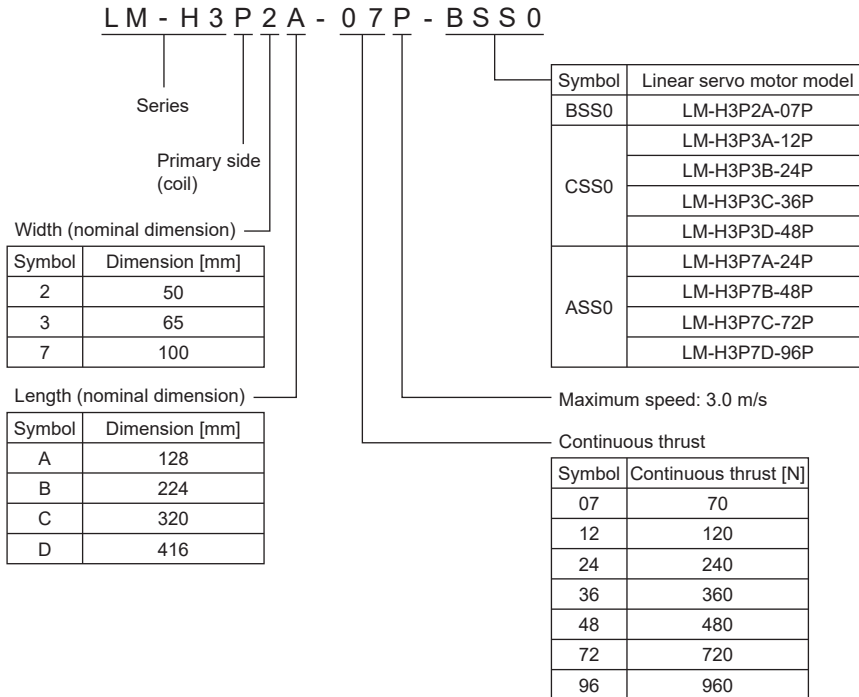 LM-H3P2A-07P-BSS0
Series
Primary side
(coil)
Width (nominal dimension)
Symbol Dimension [mm]
2 50
3 65
7 100
Length (nominal dimension)
Symbol Dimension [mm]
A 128
B 224
C 320
D 416
Symbol Linear servo motor model
BSS0 LM-H3P2A-07P
CSS0 LM-H3P3A-12P
LM-H3P3B-24P
LM-H3P3C-36P
LM-H3P3D-48P
ASS0 LM-H3P7A-24P
LM-H3P7B-48P
LM-H3P7C-72P
LM-H3P7D-96P
Maximum speed: 3.0 m/s
Continuous thrust
Symbol Continuous thrust [N]
07 70
12 120
24 240
36 360
48 480
72 720
96 960